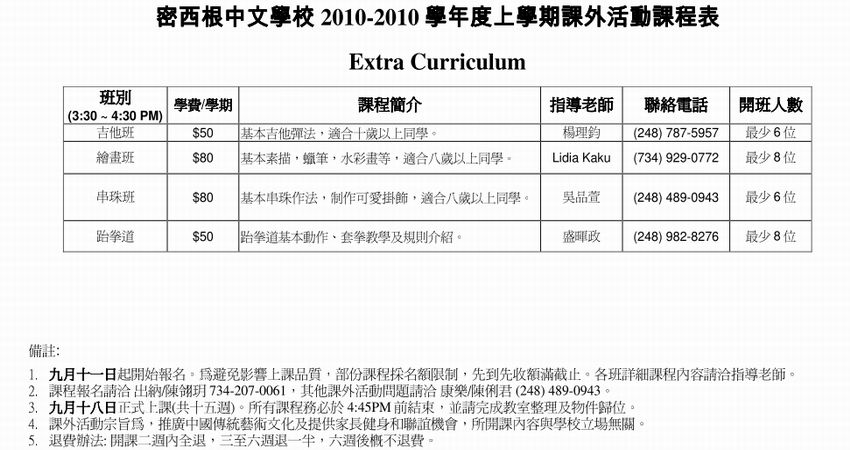 密西根中文學校 2010-2010 學年度上學期課外活動課程表
Extra Curriculum
班別 學費/學期 課程簡介 指導老師 聯絡電話 開班人數
(3:30 ~ 4:30 PM)
吉他班 $50 基本吉他彈法，適合十歲以上同學。 楊理鈞 (248) 787-5957 最少 6 位
繪畫班 $80 基本素描，蠟筆，水彩畫等，適合八歲以上同學。 Lidia Kaku (734) 929-0772 最少 8 位
串珠班 $80 基本串珠作法，制作可愛掛飾，適合八歲以上同學。 吳品萱 (248) 489-0943 最少 6 位
跆拳道 $50 跆拳道基本動作、套拳教學及規則介紹。 盛暉政 (248) 982-8276 最少 8 位
備註:
1. 九月十一日起開始報名。為避免影響上課品質，部份課程採名額限制，先到先收額滿截止。各班詳細課程內容請洽指導老師。
2. 課程報名請洽 出納/陳翎玥 734-207-0061，其他課外活動問題請洽 康樂/陳俐君 (248) 489-0943。
3. 九月十八日正式上課(共十五週)。所有課程務必於 4:45PM 前結束，並請完成教室整理及物件歸位。
4. 課外活動宗旨為，推廣中國傳統藝術文化及提供家長健身和聯誼機會，所開課內容與學校立場無關。
5. 退費辦法: 開課二週內全退，三至六週退一半，六週後概不退費。